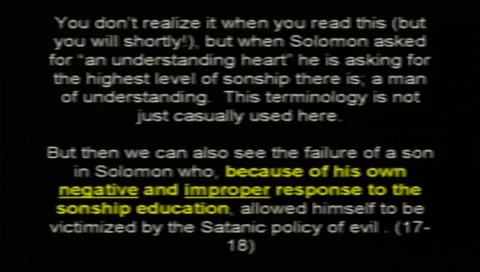 You don't realize it when you read this (but
you will shortly!), but when Solomon asked
for "an understanding heart" he is asking for
the highest level of sonship there is; a man
of understanding. This terminology is not
just casually used here.
But then we can also see the failure of a son
in Solomon who, because of his own
negative and improper response to the
sonship education, allowed himself to be
victimized by the Satanic policy of evil . (17-
18)